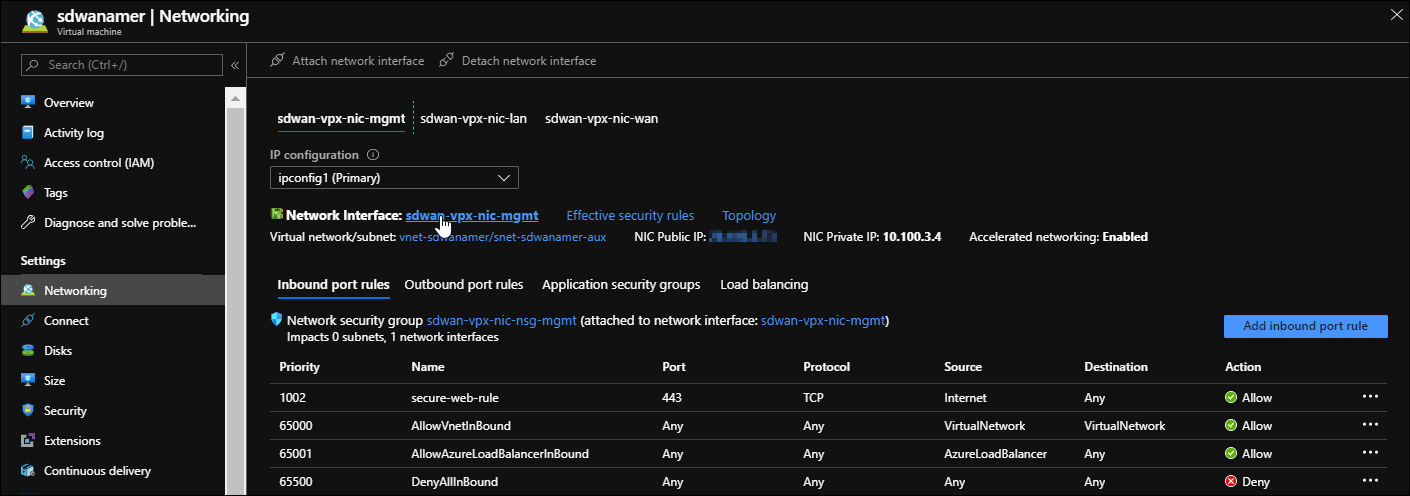 sdwanamer | Networking
Virtual machine
Search (Ctrl+/)
«
Overview
Activity log
Access control (IAM)
Tags
Diagnose and solve proble...
Settings
Networking
Connect
Disks
Size
Security
Extensions
Continuous delivery
Attach network interface Detach network interface
sdwan-vpx-nic-mgmt sdwan-vpx-nic-lan sdwan-vpx-nic-wan
IP configuration
ipconfig1 (Primary)
Network Interface: sdwan-vpx-nic-mgmt Effective security rules Topology
Virtual network/subnet: vnet-sdwanamer/snet-sdwanamer-aux NIC Public IP: NIC Private IP: 10.100.3.4 Accelerated networking: Enabled
Inbound port rules Outbound port rules Application security groups Load balancing
Network security group sdwan-vpx-nic-nsg-mgmt (attached to network interface: sdwan-vpx-nic-mgmt)
Impacts 0 subnets, 1 network interfaces
Add inbound port rule
Priority Name Port Protocol Source Destination Action
1002 secure-web-rule 443 TCP Internet Any Allow ...
65000 AllowVnetInBound Any Any VirtualNetwork VirtualNetwork Allow ...
65001 AllowAzureLoadBalancerInBound Any Any AzureLoadBalancer Any Allow ...
65500 DenyAllInBound Any Any Any Any Deny ...